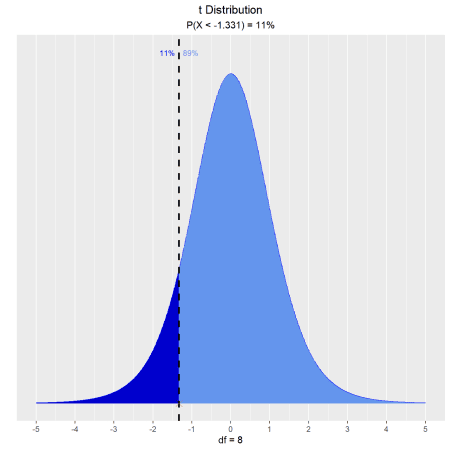 t Distribution
P(X < -1.331) = 11%
11% 89%
-5 -4 -3 -2 -1 0 1 2 3 4 5
df = 8